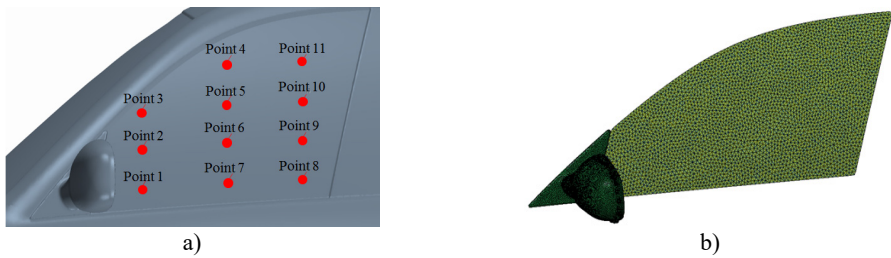 Point 4
Point 11
Point 3
Point 5
Point 10
Point 2
Point 6
Point 9
Point 1
Point 7
Point 8
a)
b)